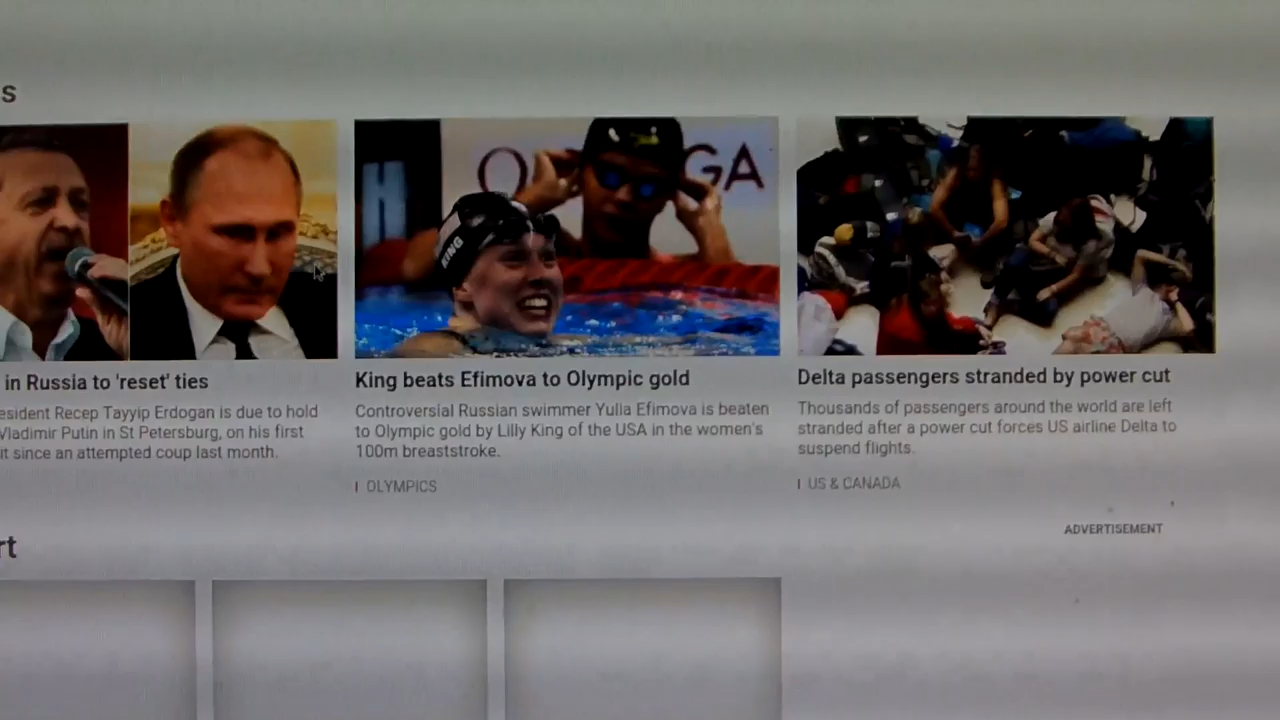 s
in Russia to 'reset' ties
esident Recep Tayyip Erdogan is due to hold
Vladimir Putin in St Petersburg, on his first
it since an attempted coup last month.
H
O GA
KING
King beats Efimova to Olympic gold
Controversial Russian swimmer Yulia Efimova is beaten
to Olympic gold by Lilly King of the USA in the women's
100m breaststroke.
OLYMPICS
Delta passengers stranded by power cut
Thousands of passengers around the world are left
stranded after a power cut forces US airline Delta to
suspend flights.
US & CANADA
ADVERTISEMENT
rt